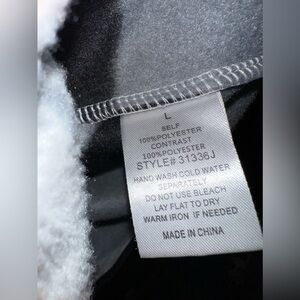 L
SELF
100%POLYESTER
CONTRAST
100%POLYESTER
STYLE# 31336J
HAND WASH COLD WATER
SEPARATELY
DO NOT USE BLEACH
LAY FLAT TO DRY
WARM IRON IF NEEDED
MADE IN CHINA